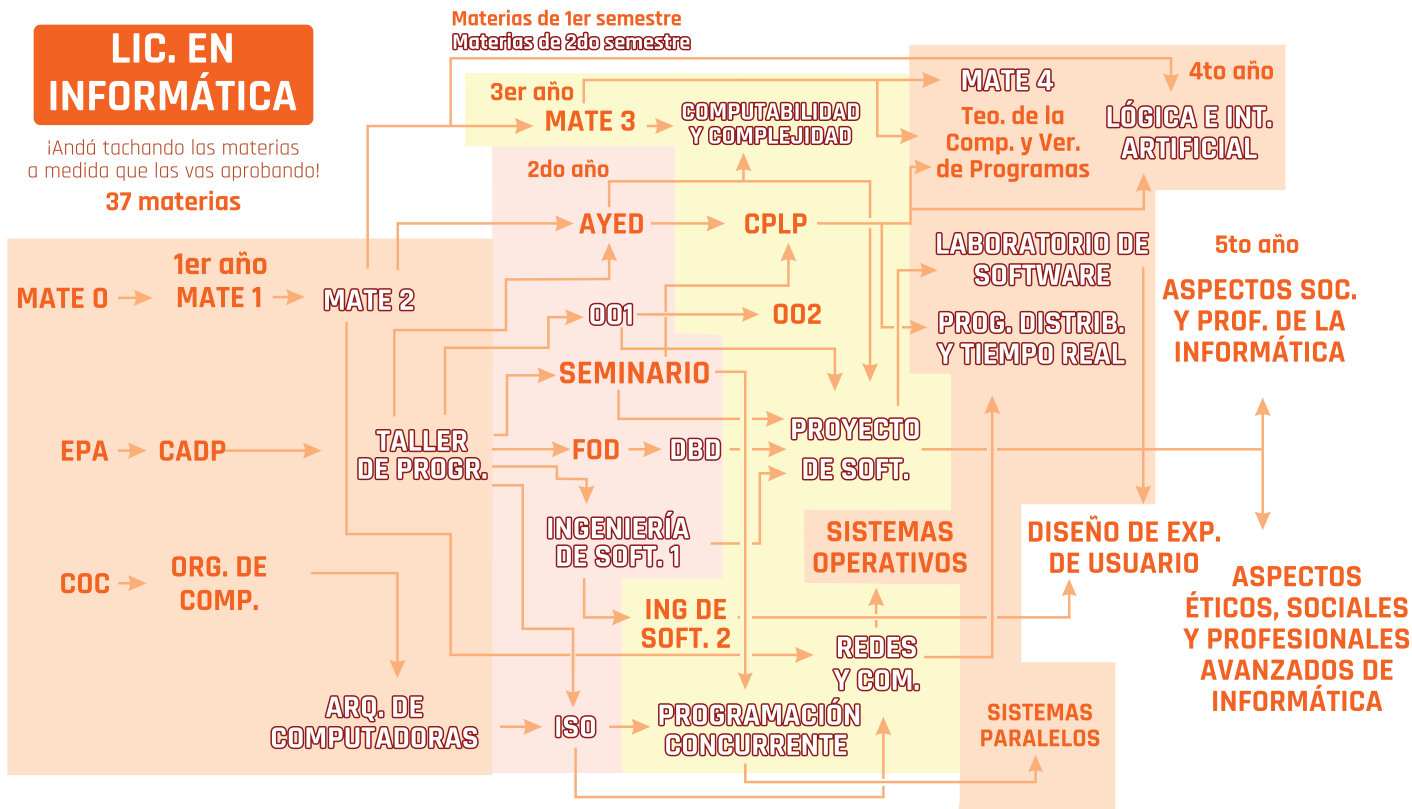 LIC. EN
INFORMÁTICA
¡Andá tachando las materias
a medida que las vas aprobando!
37 materias
Materias de 1er semestre
Materias de 2do semestre
1er año
MATE 0
MATE 1
MATE 2
EPA
CADP
TALLER
DE PROGR.
COC
ORG. DE
COMP.
ARQ. DE
COMPUTADORAS
2do año
AYED
OO1
SEMINARIO
FOD
DBD
INGENIERÍA
DE SOFT. 1
ISO
3er año
MATE 3
COMPUTABILIDAD
Y COMPLEJIDAD
CPLP
OO2
PROYECTO
DE SOFT.
ING DE
SOFT. 2
REDES
Y COM.
PROGRAMACIÓN
CONCURRENTE
4to año
MATE 4
Teo. de la
Comp. y Ver.
de Programas
LÓGICA E INT.
ARTIFICIAL
LABORATORIO DE
SOFTWARE
PROG. DISTRIB.
Y TIEMPO REAL
SISTEMAS
OPERATIVOS
SISTEMAS
PARALELOS
5to año
ASPECTOS SOC.
Y PROF. DE LA
INFORMÁTICA
DISEÑO DE EXP.
DE USUARIO
ASPECTOS
ÉTICOS, SOCIALES
Y PROFESIONALES
AVANZADOS DE
INFORMÁTICA